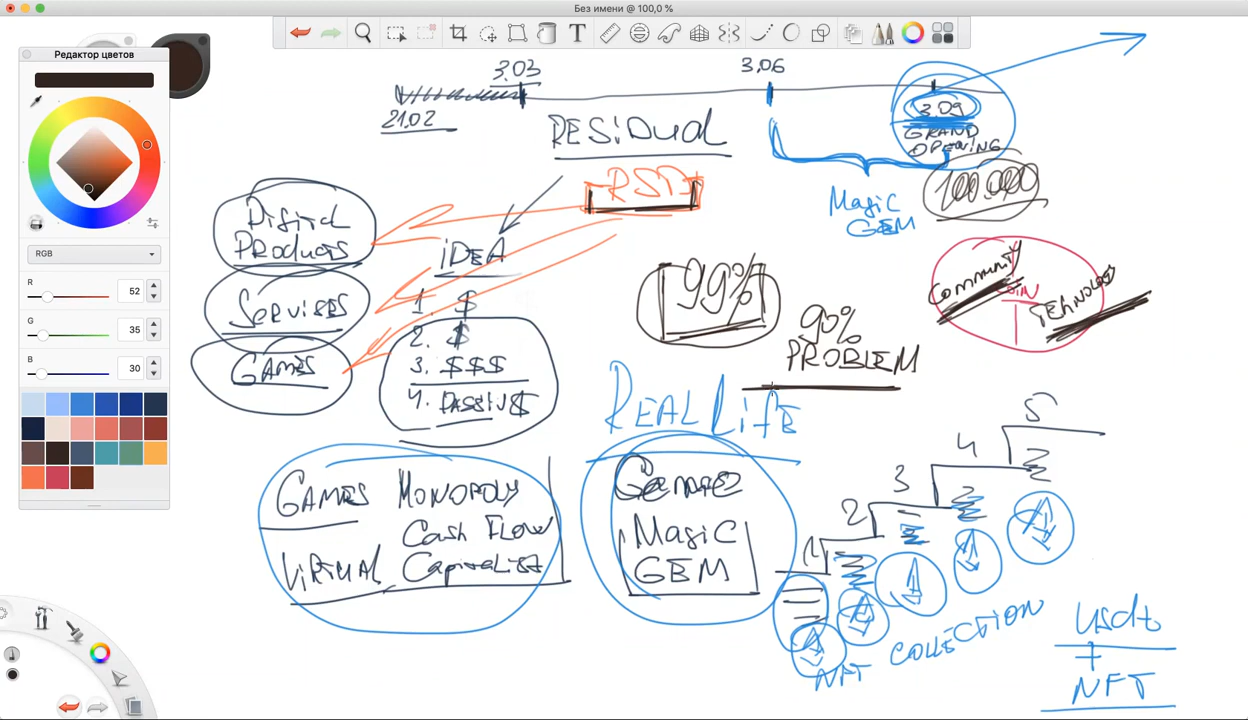 Без имени @ 100,0 %
Редактор цветов
RGB
R
52
G
35
B
30
3.03
3.06
21.02
3.09
GRAND
OPENING
RESiDUAL
Magic
GEM
100.000
RSD
Digital
Products
iDEA
Servises
1. $
2. $
3. $$$
4. PASSIV $
GAMES
99%
90%
PROBLEM
COMMUNITY
TEHNOLOGY
REAL Life
GAMES MONOPOLY
Cash Flow
ViRTUAL Capitalist
Magic
GEM
1
2
3
4
5
NFT COLLECTION
USDT
+
NFT